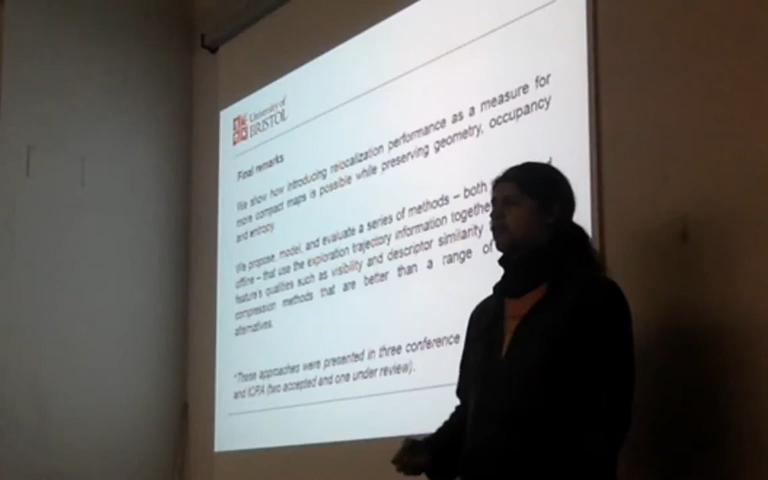 University of
BRISTOL
Final remarks
We show how introducing relocalization performance as a measure for
more compact maps is possible while preserving geometry, occupancy
and entropy.
We propose, model, and evaluate a series of methods – both
offline – that use the exploration trajectory information together
feature's qualities such as visibility and descriptor similarity
compression methods that are better than a range of
alternatives.
*These approaches were presented in three conference
and ICRA (two accepted and one under review).